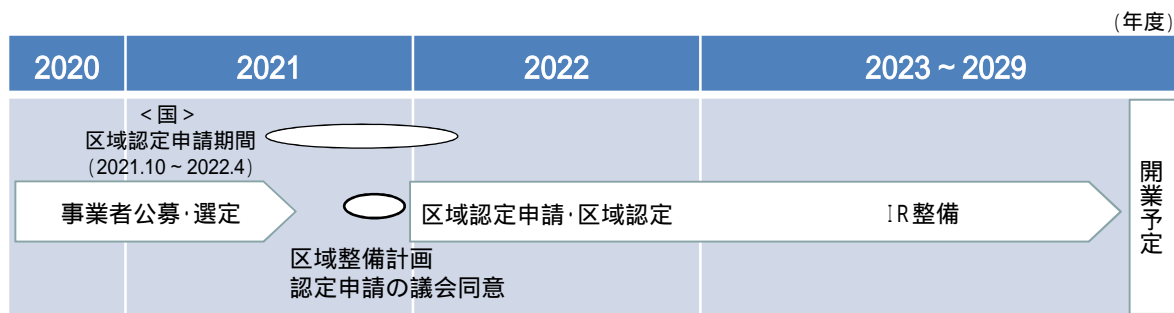 (年度)
2020 2021 2022 2023～2029
＜国＞
区域認定申請期間
(2021.10～2022.4)
事業者公募・選定
区域認定申請・区域認定
IR整備
区域整備計画
認定申請の議会同意
開業予定